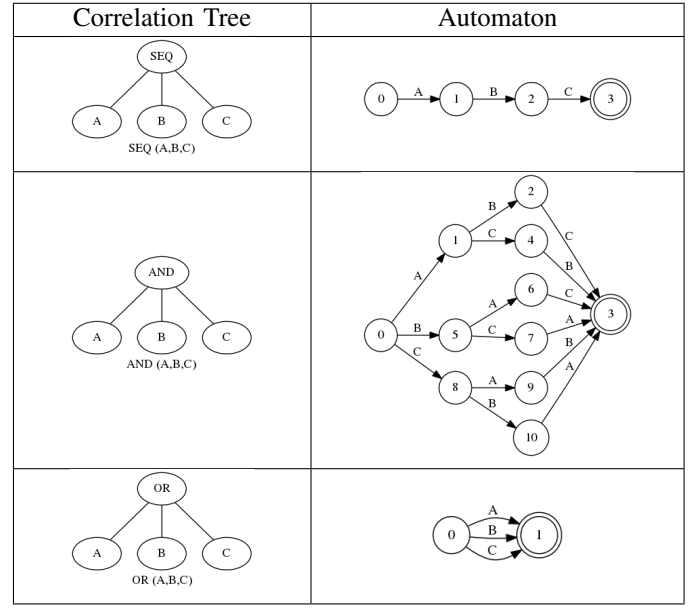 Correlation Tree Automaton
SEQ
A B C
SEQ (A,B,C)
0 A 1 B 2 C 3
AND
A B C
AND (A,B,C)
2
B C
1 C 4
A B
6
A C
0 B 5 C 7 A 3
C B
8 A 9 A
B
10
OR
A B C
OR (A,B,C)
A
0 B 1
C